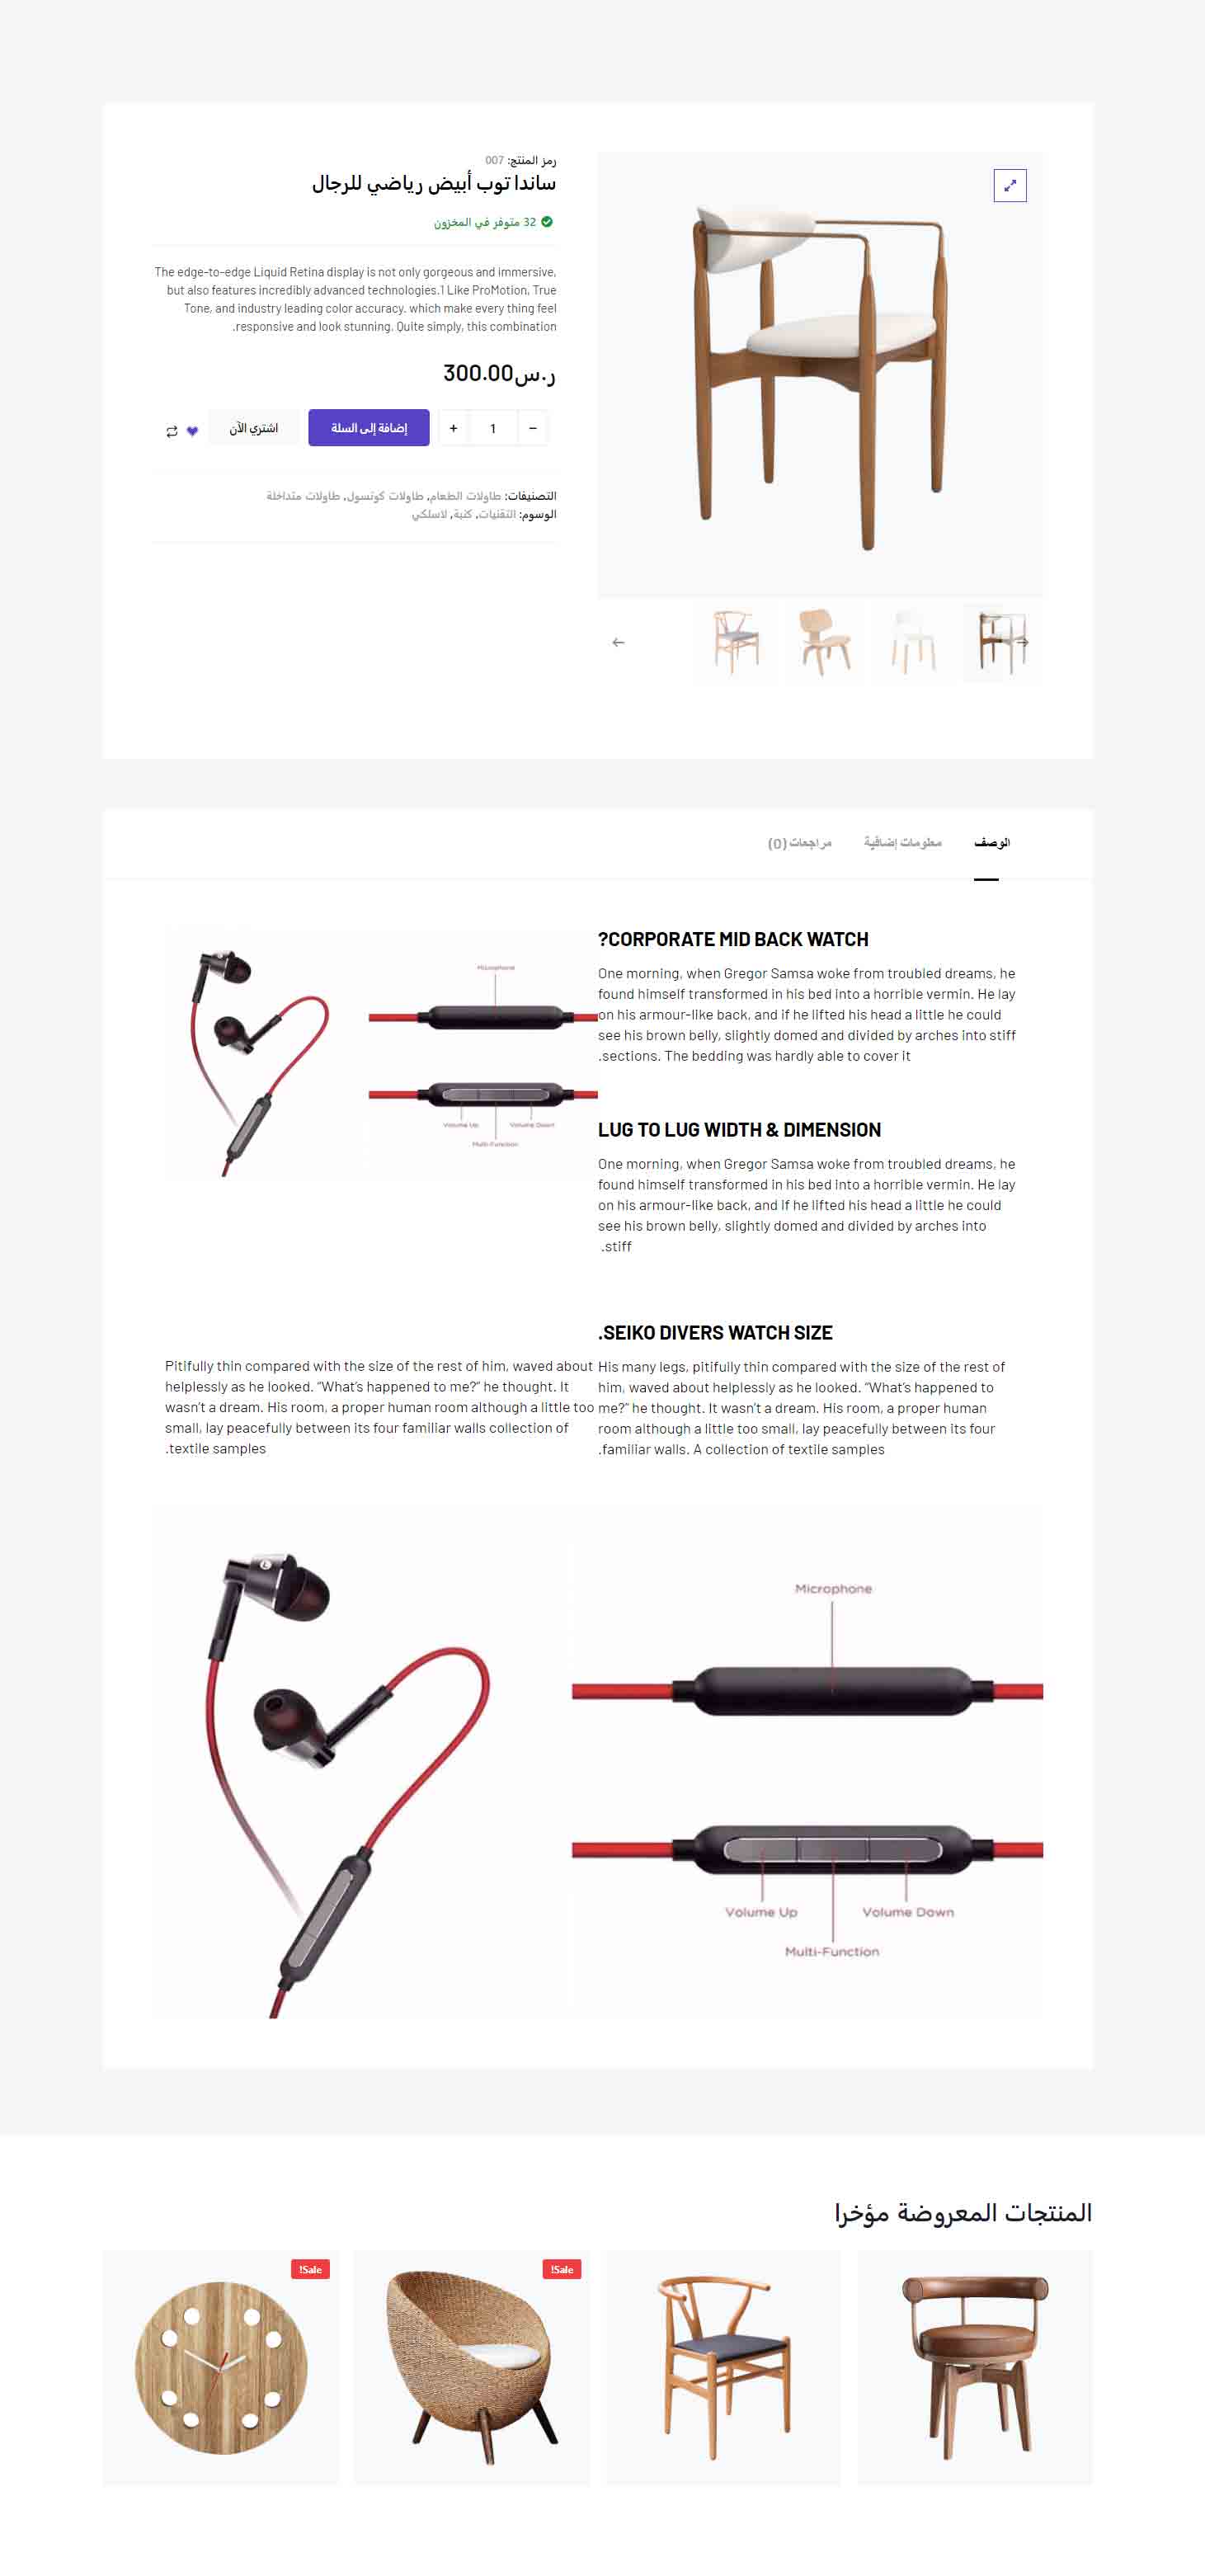 رمز المنتج: 007
ساندا توب أبيض رياضي للرجال
32 متوفر في المخزون
The edge-to-edge Liquid Retina display is not only gorgeous and immersive,
but also features incredibly advanced technologies.1 Like ProMotion, True
Tone, and industry leading color accuracy. which make every thing feel
.responsive and look stunning. Quite simply, this combination
ر.س300.00
− 1 +
إضافة إلى السلة
اشتري الآن
التصنيفات: طاولات الطعام, طاولات كونسول, طاولات متداخلة
الوسوم: التقنيات, كنبة, لاسلكي
الوصف
معلومات إضافية
مراجعات (0)
?CORPORATE MID BACK WATCH
One morning, when Gregor Samsa woke from troubled dreams, he
found himself transformed in his bed into a horrible vermin. He lay
on his armour-like back, and if he lifted his head a little he could
see his brown belly, slightly domed and divided by arches into stiff
.sections. The bedding was hardly able to cover it
Microphone
Volume Up
Volume Down
Multi-Function
LUG TO LUG WIDTH & DIMENSION
One morning, when Gregor Samsa woke from troubled dreams, he
found himself transformed in his bed into a horrible vermin. He lay
on his armour-like back, and if he lifted his head a little he could
see his brown belly, slightly domed and divided by arches into
.stiff
.SEIKO DIVERS WATCH SIZE
His many legs, pitifully thin compared with the size of the rest of
him, waved about helplessly as he looked. “What’s happened to
me?” he thought. It wasn’t a dream. His room, a proper human
room although a little too small, lay peacefully between its four
.familiar walls. A collection of textile samples
Pitifully thin compared with the size of the rest of him, waved about
helplessly as he looked. “What’s happened to me?” he thought. It
wasn’t a dream. His room, a proper human room although a little too
small, lay peacefully between its four familiar walls collection of
.textile samples
Microphone
Volume Up
Volume Down
Multi-Function
المنتجات المعروضة مؤخرا
!Sale
!Sale